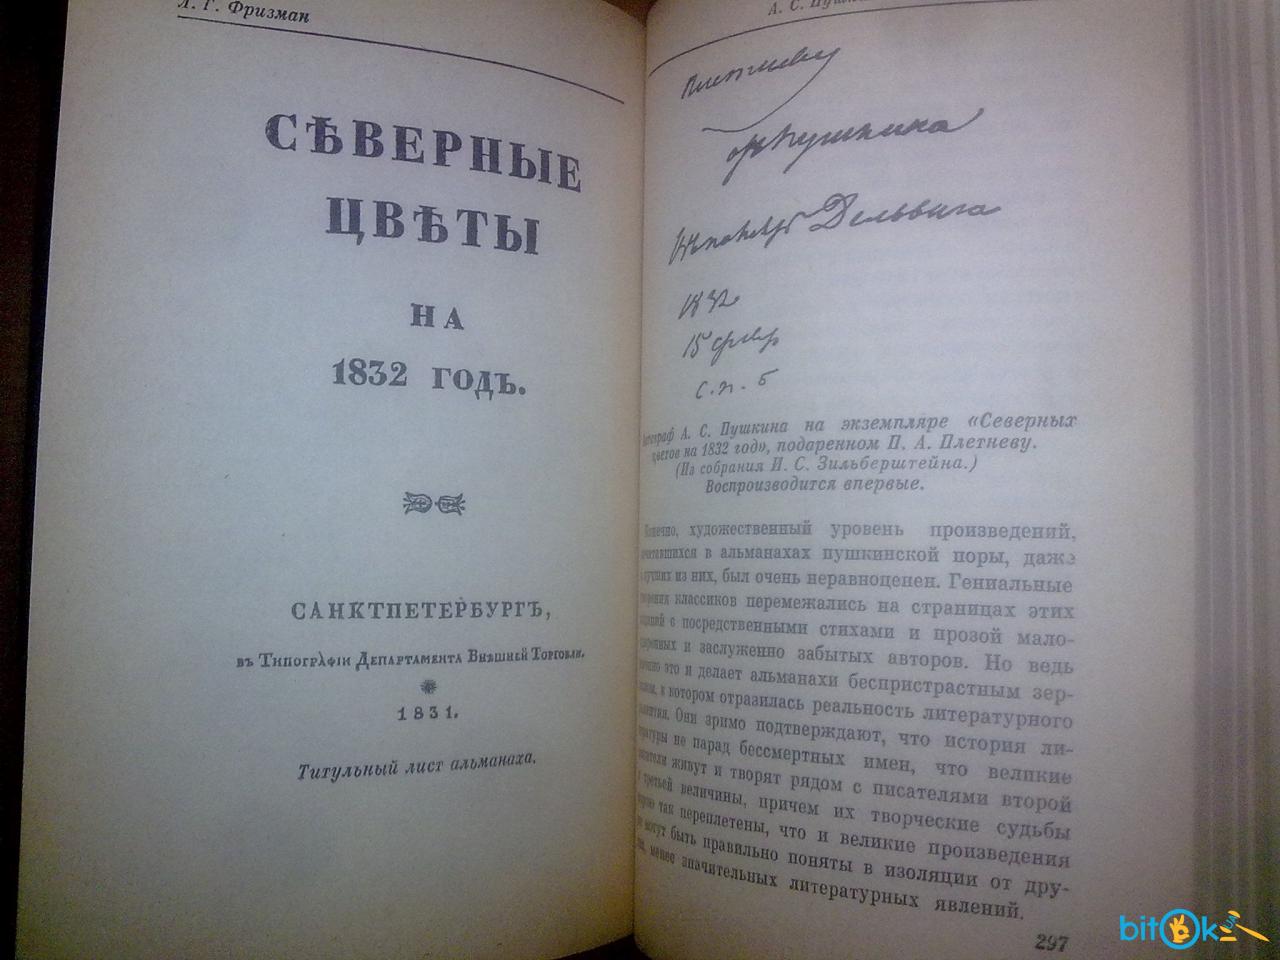 Л. Г. Фризман
СѢВЕРНЫЕ
ЦВѢТЫ
НА
1832 ГОДЪ.
САНКТПЕТЕРБУРГЪ,
въ Типографіи Департамента Внѣшней Торговли.
1831.
Титульный лист альманаха.
А. С. Пушкин
Плетневу
от Пушкина
Дельвига
1832
15 февр
С. п. б
Автограф А. С. Пушкина на экземпляре «Северных
цветов на 1832 год», подаренном П. А. Плетневу.
(Из собрания И. С. Зильберштейна.)
Воспроизводится впервые.
Конечно, художественный уровень произведений,
в альманахах пушкинской поры, даже
лучших из них, был очень неравноценен. Гениальные
творения классиков перемежались на страницах этих
изданий с посредственными стихами и прозой мало-
одаренных и заслуженно забытых авторов. Но ведь
именно это и делает альманахи беспристрастным зер-
калом, в котором отразилась реальность литературного
развития. Они зримо подтверждают, что история ли-
тературы не парад бессмертных имен, что великие
писатели живут и творят рядом с писателями второй
и третьей величины, причем их творческие судьбы
так переплетены, что и великие произведения
не могут быть правильно поняты в изоляции от дру-
гих, менее значительных литературных явлений.
297
bitOk